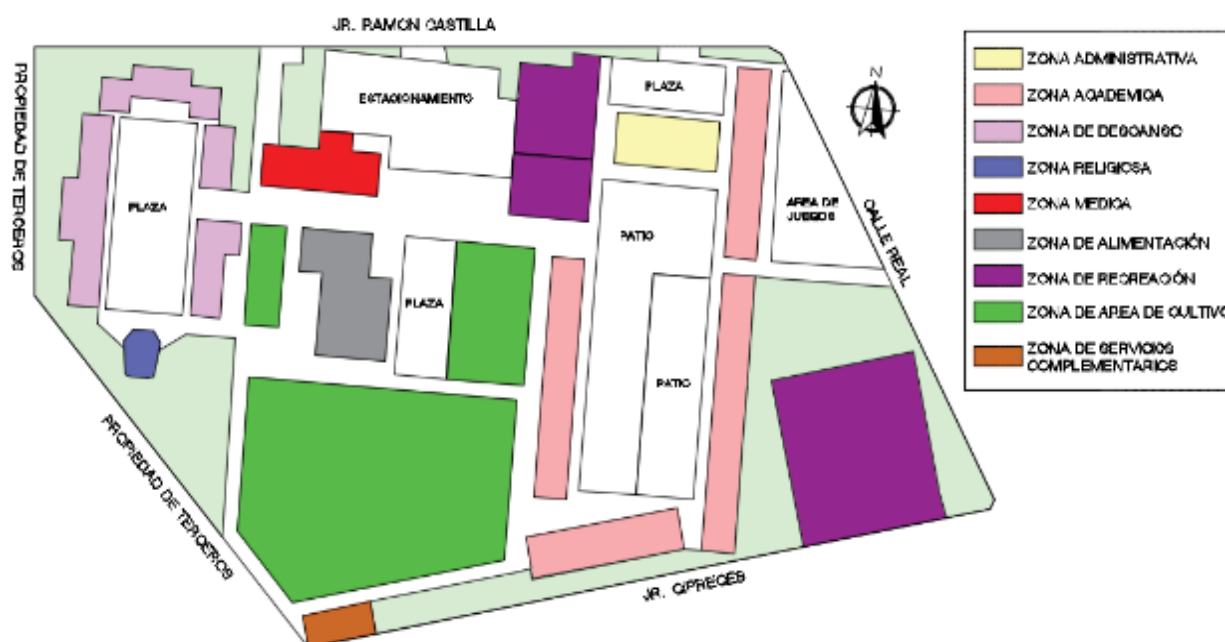 JR. RAMON CASTILLA
PROPIEDAD DE TERCEROS
ESTACIONAMIENTO
PLAZA
N
PLAZA
AREA DE
JUEGOS
CALLE REAL
PATIO
PLAZA
PATIO
PROPIEDAD DE TERCEROS
JR. CIPRECES
ZONA ADMINISTRATIVA
ZONA ACADEMICA
ZONA DE DESCANSO
ZONA RELIGIOSA
ZONA MEDICA
ZONA DE ALIMENTACIÓN
ZONA DE RECREACIÓN
ZONA DE AREA DE CULTIVO
ZONA DE SERVICIOS
COMPLEMENTARIOS